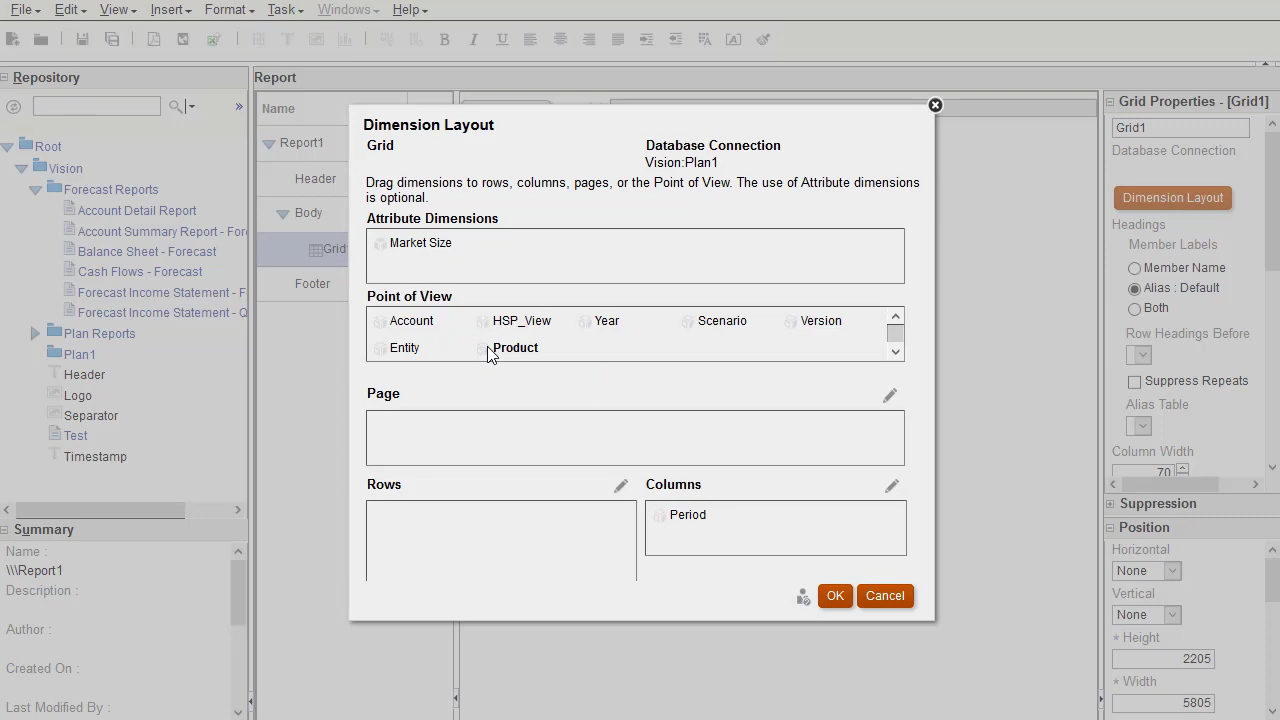 File Edit View Insert Format Task Windows Help
Repository
Root
Vision
Forecast Reports
Account Detail Report
Account Summary Report - For
Balance Sheet - Forecast
Cash Flows - Forecast
Forecast Income Statement - F
Forecast Income Statement - Q
Plan Reports
Plan1
Header
Logo
Separator
Test
Timestamp
Summary
Name :
\\\Report1
Description :
Author :
Created On :
Last Modified By :
Report
Name
Report1
Header
Body
Grid
Footer
Dimension Layout
Grid
Database Connection
Vision:Plan1
Drag dimensions to rows, columns, pages, or the Point of View. The use of Attribute dimensions
is optional.
Attribute Dimensions
Market Size
Point of View
Account HSP_View Year Scenario Version
Entity Product
Page
Rows
Columns
Period
OK Cancel
Grid Properties - [Grid1]
Grid1
Database Connection
Dimension Layout
Headings
Member Labels
Member Name
Alias : Default
Both
Row Headings Before
Suppress Repeats
Alias Table
Column Width
70
Suppression
Position
Horizontal
None
Vertical
None
* Height
2205
* Width
5805